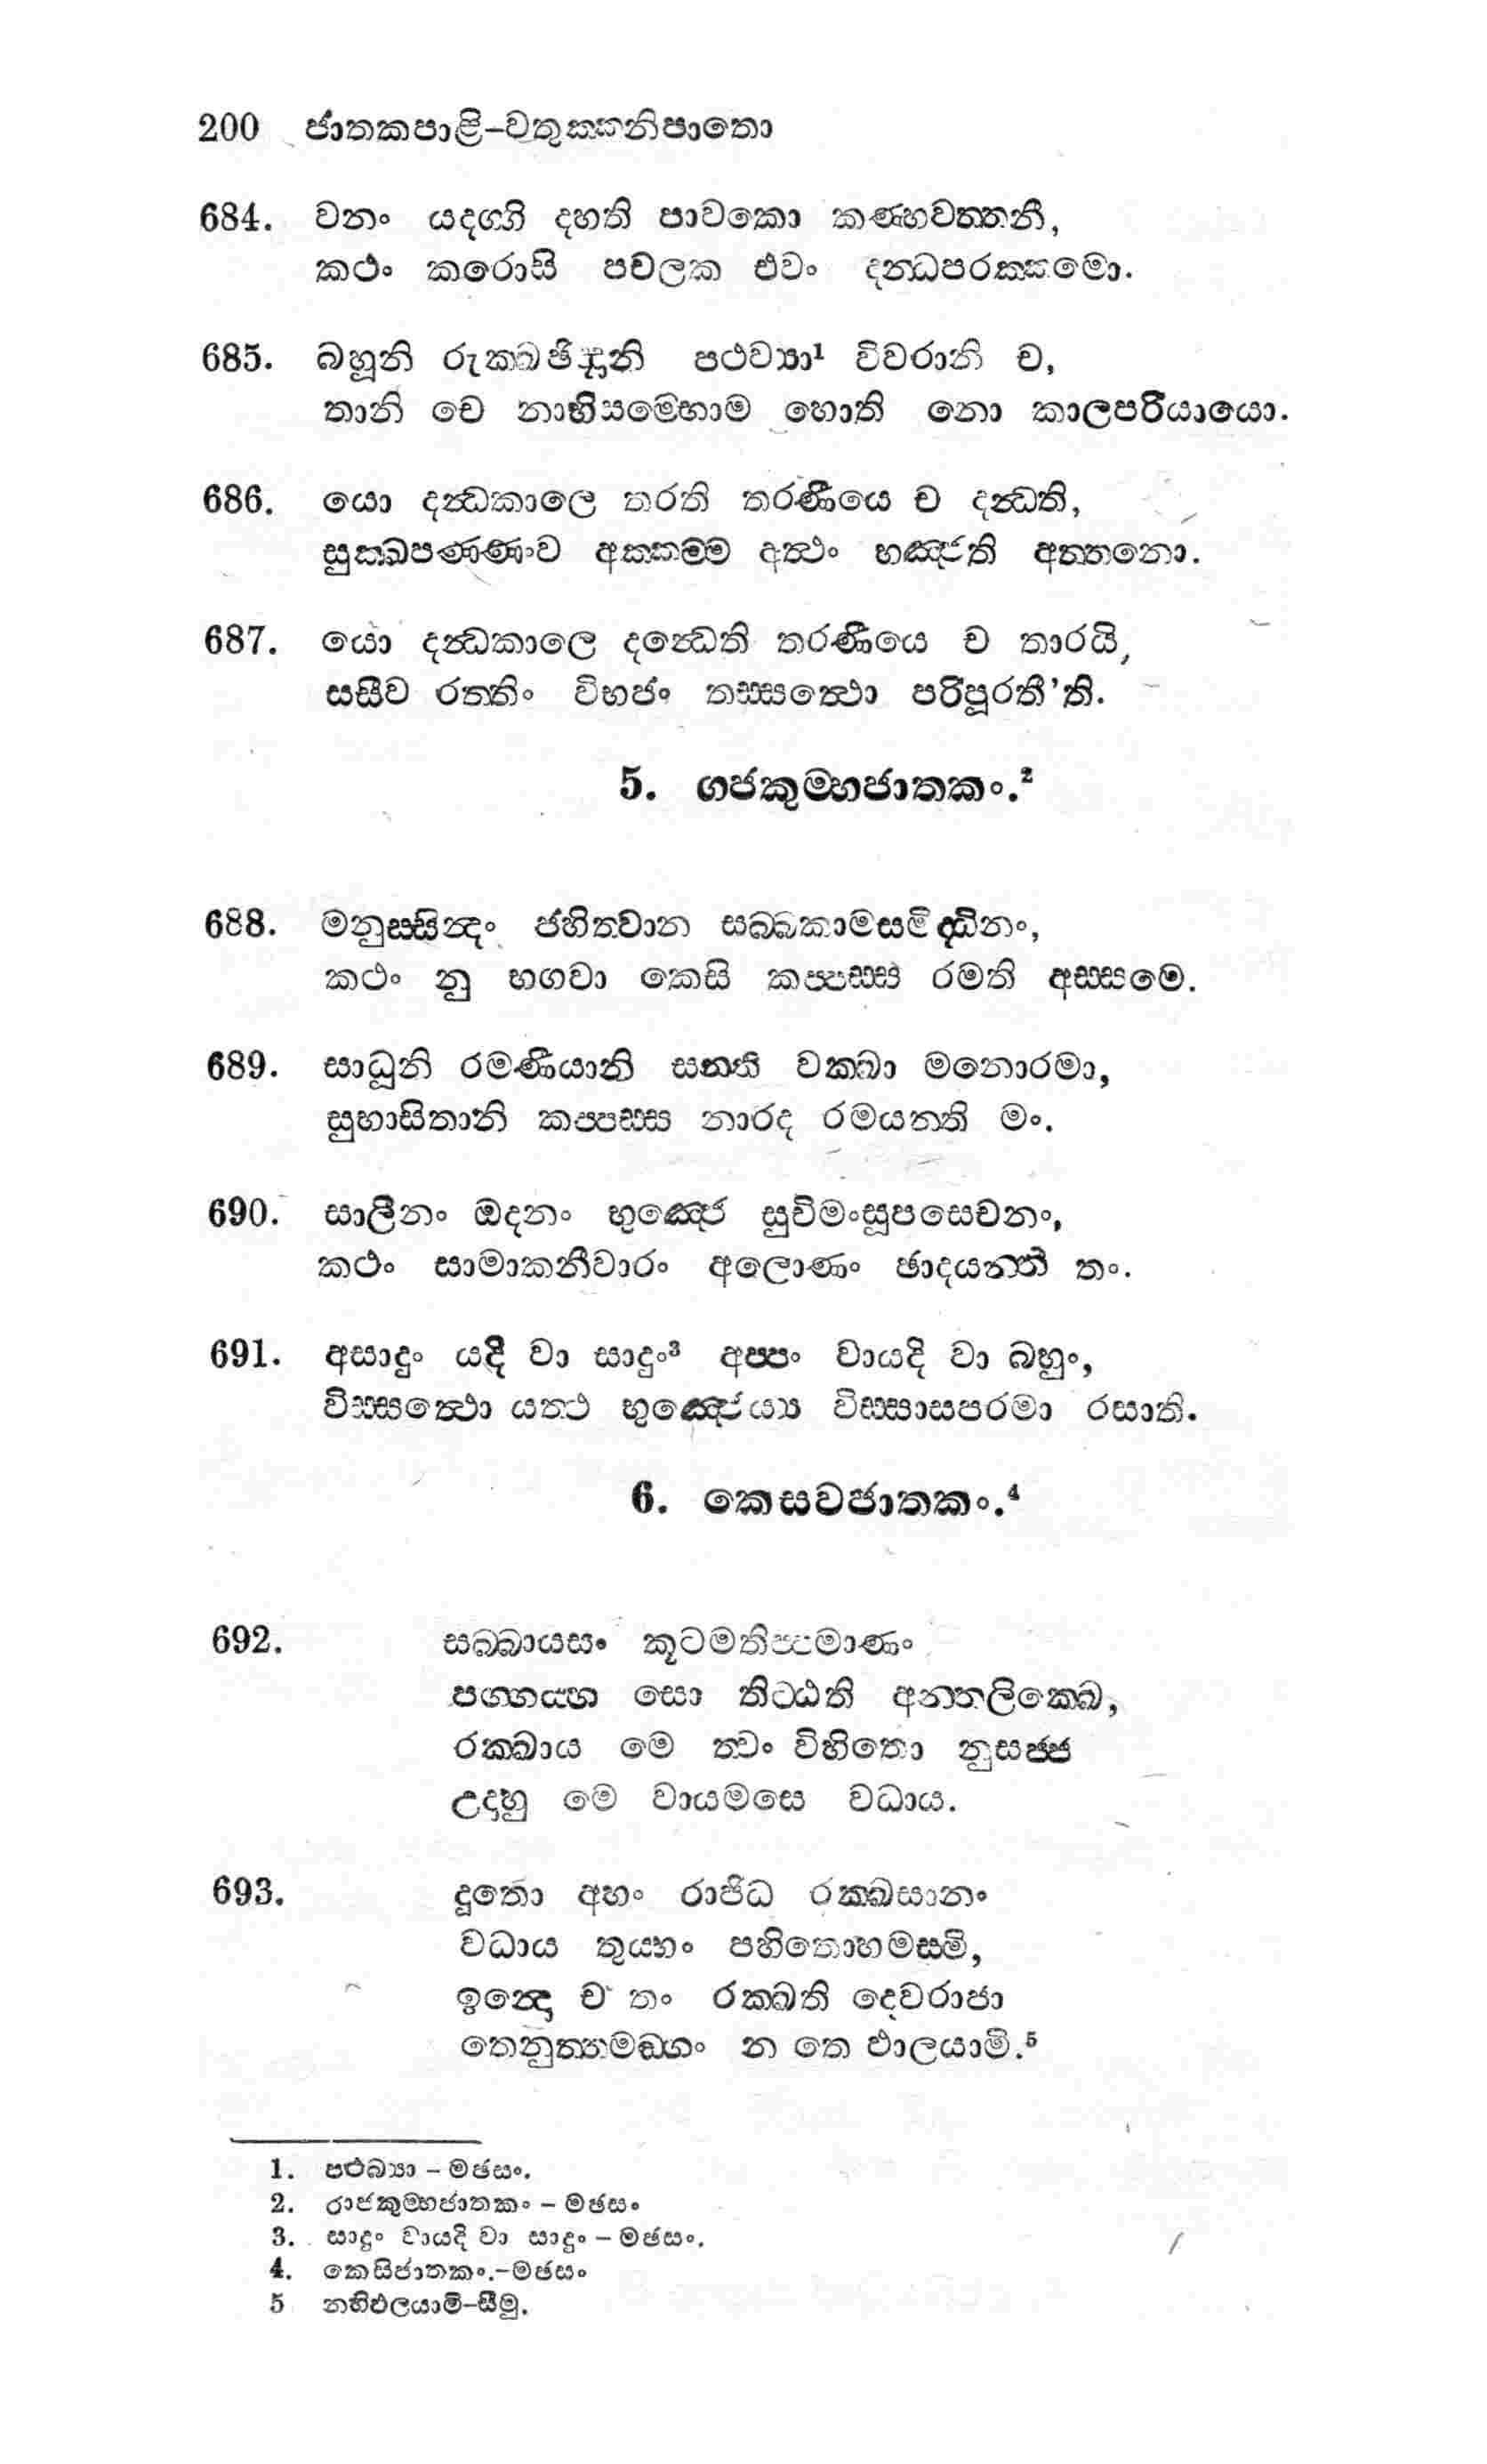 200 ජාතකපාළි-චතුක්කනිපාතො
684. වනං යදග්ගි දහති පාවකො කණ්හවත්තනී,
කථං කරොසි පචලක එවං දන්ධපරක්කමො.
685. බහූනි රුක්ඛඡිද්දානි පථව්‍යා¹ විවරානි ච,
තානි චෙ නාභිසම්භොම හොති නො කාලපරියායො.
686. යො දන්ධකාලෙ තරති තරණීයෙ ච දන්ධති,
සුක්ඛපණ්ණංව අක්කම්ම අත්ථං භඤ්ජති අත්තනො.
687. යො දන්ධකාලෙ දන්ධෙති තරණීයෙ ච තාරයි,
සසීව රත්තිං විභජං තස්සත්ථො පරිපූරතී’ති.
5. ගජකුම්භජාතකං.²
688. මනුස්සින්දං ජහිත්වාන සබ්බකාමසමිද්ධිනං,
කථං නු භගවා කෙසි කප්පස්ස රමති අස්සමෙ.
689. සාධූනි රමණීයානි සන්ති වක්ඛා මනොරමා,
සුභාසිතානි කප්පස්ස නාරද රමයන්ති මං.
690. සාලීනං ඔදනං භුඤ්ජෙ සුචිමංසූපසෙචනං,
කථං සාමාකනීවාරං අලොණං ඡාදයන්ති තං.
691. අසාදුං යදි වා සාදුං³ අප්පං වායදි වා බහුං,
විස්සත්ථො යත්ථ භුඤ්ජෙය්‍ය විස්සාසපරමා රසාති.
6. කෙසවජාතකං.⁴
692. සබ්බායසං කූටමතිප්පමාණං
පග්ගය්හ සො තිට්ඨති අන්තලික්ඛෙ,
රක්ඛාය මෙ ත්වං විහිතො නුසජ්ජ
උදාහු මෙ වායමසෙ වධාය.
693. දූතො අහං රාජිධ රක්ඛසානං
වධාය තුය්හං පහිතොහමස්මි,
ඉන්දො ච තං රක්ඛති දෙවරාජා
තෙනුත්තමඞ්ගං න තෙ ඵාලයාමි.⁵
1. පථබ්‍යා - මඡසං.
2. රාජකුම්භජාතකං - මඡසං
3. සාදුං වායදි වා සාදුං - මඡසං.
4. කෙසිජාතකං.-මඡසං
5 නභිඵලයාමි-සීමු.